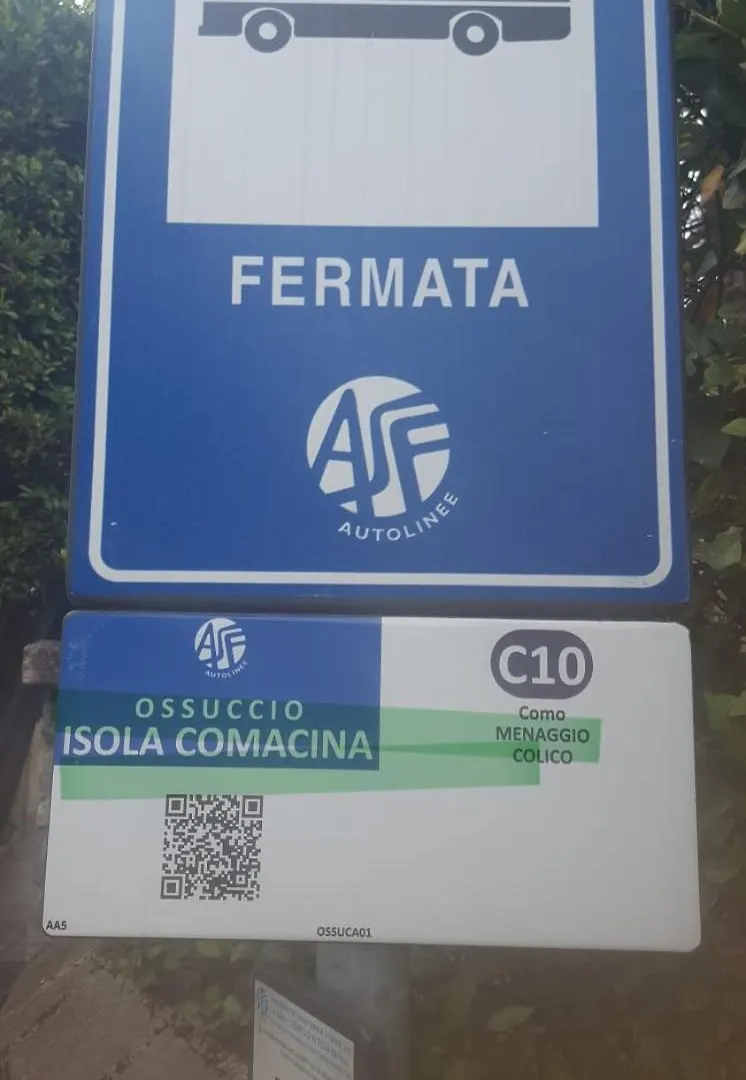 FERMATA
ASF
AUTOLINEE
ASF
AUTOLINEE
OSSUCCIO
ISOLA COMACINA
C10
Como
MENAGGIO
COLICO
AA5
OSSUCA01